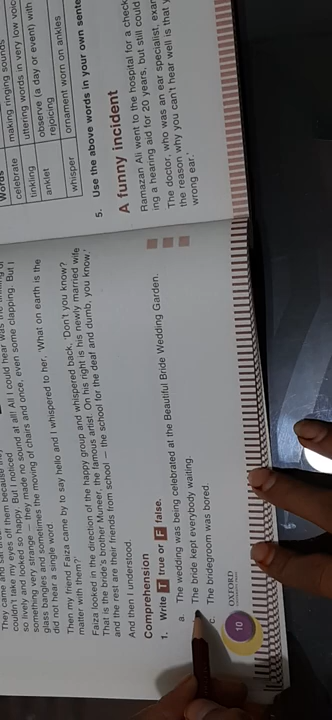 couldn't take my eyes off them because they
so lively and looked so happy. But I noticed
something very strange — they made no sound at all! All I could hear was the
glass bangles and sometimes the moving of chairs and once, even some clapping. But I
did not hear a single word.
Then my friend Faiza came by to say hello and I whispered to her, 'What on earth is the
matter with them?'
Faiza looked in the direction of the happy group and whispered back, 'Don't you know?
That is the bride's brother Muneer, the famous artist. On his right is his newly married wife
and the rest are their friends from school — the school for the deaf and dumb, you know.'
And then I understood.
Comprehension
1. Write T true or F false.
a. The wedding was being celebrated at the Beautiful Bride Wedding Garden.
The bride kept everybody waiting.
c. The bridegroom was bored.
10
OXFORD
Words
celebrate
tinkling
anklet
whisper
making ringing sounds
uttering words in very low
observe (a day or event) with
rejoicing
ornament worn on ankles
5. Use the above words in your own
A funny incident
Ramazan Ali went to the hospital for a
ing a hearing aid for 20 years, but still could
The doctor, who was an ear specialist,
the reason why you can't hear well is that
wrong ear.'